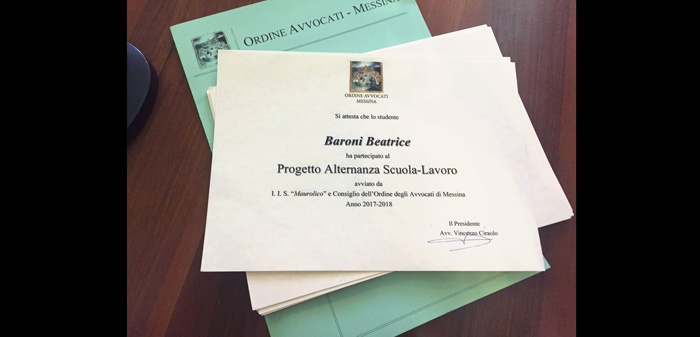 ORDINE AVVOCATI - MESSINA
ORDINE AVVOCATI
MESSINA
Si attesta che lo studente
Baroni Beatrice
ha partecipato al
Progetto Alternanza Scuola-Lavoro
avviato da
I. I. S. “Maurolico” e Consiglio dell’Ordine degli Avvocati di Messina
Anno 2017-2018
Il Presidente
Avv. Vincenzo Ciraolo